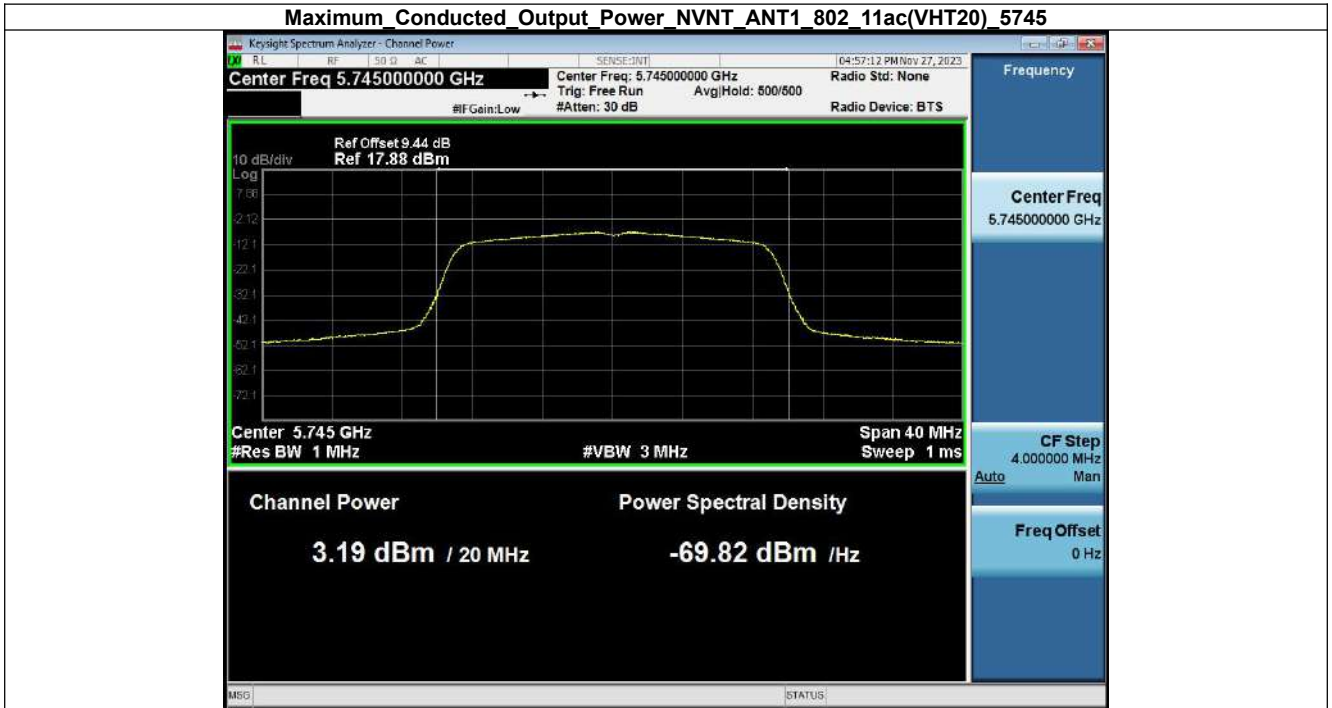 Maximum_Conducted_Output_Power_NVNT_ANT1_802_11ac(VHT20)_5745
Keysight Spectrum Analyzer - Channel Power
RL RF 50 Ω AC SENSE:INT 04:57:12 PM Nov 27, 2023
Center Freq 5.745000000 GHz
Center Freq: 5.745000000 GHz Radio Std: None
Trig: Free Run Avg|Hold: 500/500
#IFGain:Low #Atten: 30 dB Radio Device: BTS
Ref Offset 9.44 dB
10 dB/div Ref 17.88 dBm
Log
7.88
-2.12
-12.1
-22.1
-32.1
-42.1
-52.1
-62.1
-72.1
Center 5.745 GHz Span 40 MHz
#Res BW 1 MHz #VBW 3 MHz Sweep 1 ms
Channel Power Power Spectral Density
3.19 dBm / 20 MHz -69.82 dBm /Hz
Frequency
Center Freq
5.745000000 GHz
CF Step
4.000000 MHz
Auto Man
Freq Offset
0 Hz
MSG STATUS